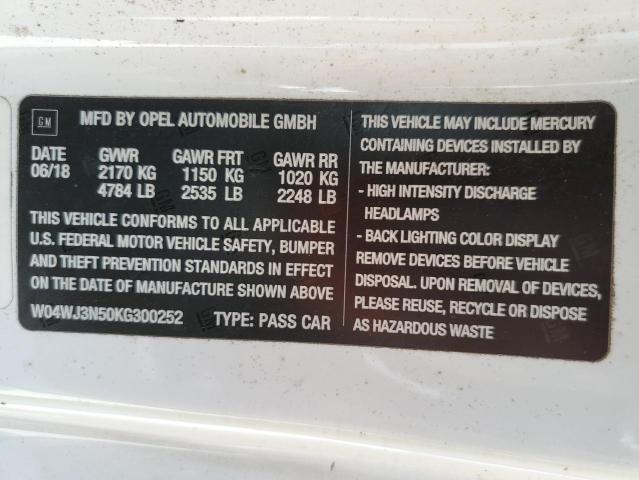 GM
MFD BY OPEL AUTOMOBILE GMBH
DATE GVWR GAWR FRT GAWR RR
06/18 2170 KG 1150 KG 1020 KG
4784 LB 2535 LB 2248 LB
THIS VEHICLE CONFORMS TO ALL APPLICABLE
U.S. FEDERAL MOTOR VEHICLE SAFETY, BUMPER
AND THEFT PREVENTION STANDARDS IN EFFECT
ON THE DATE OF MANUFACTURE SHOWN ABOVE
W04WJ3N50KG300252 TYPE: PASS CAR
THIS VEHICLE MAY INCLUDE MERCURY
CONTAINING DEVICES INSTALLED BY
THE MANUFACTURER:
- HIGH INTENSITY DISCHARGE
HEADLAMPS
- BACK LIGHTING COLOR DISPLAY
REMOVE DEVICES BEFORE VEHICLE
DISPOSAL. UPON REMOVAL OF DEVICES,
PLEASE REUSE, RECYCLE OR DISPOSE
AS HAZARDOUS WASTE